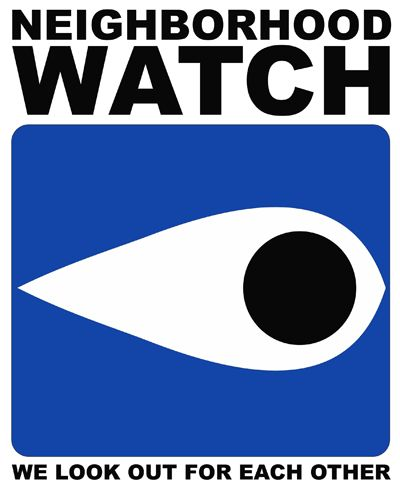 NEIGHBORHOOD
WATCH
WE LOOK OUT FOR EACH OTHER